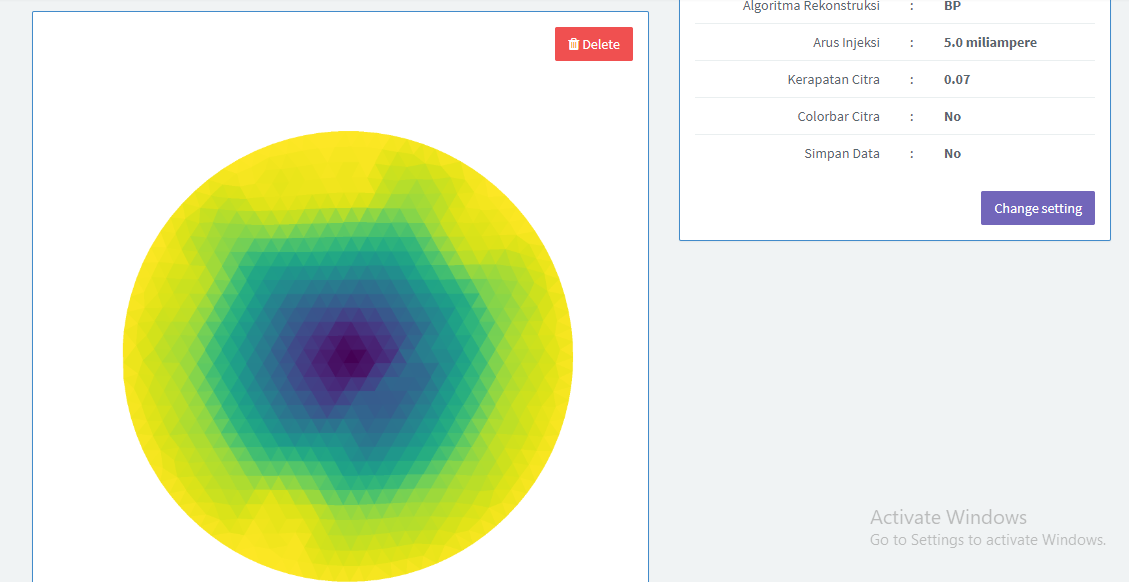 Delete
Algoritma Rekonstruksi : BP
Arus Injeksi : 5.0 miliampere
Kerapatan Citra : 0.07
Colorbar Citra : No
Simpan Data : No
Change setting
Activate Windows
Go to Settings to activate Windows.